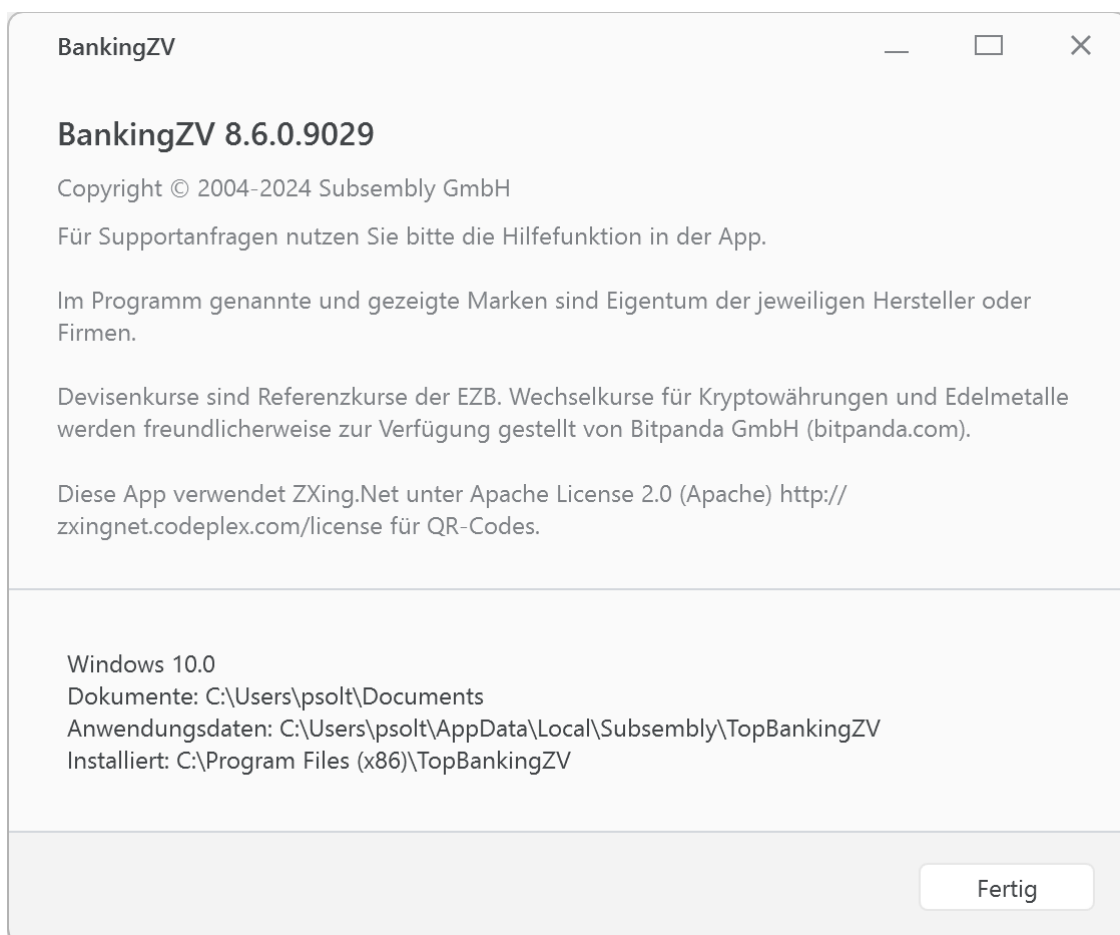 BankingZV
BankingZV 8.6.0.9029
Copyright © 2004-2024 Subsembly GmbH
Für Supportanfragen nutzen Sie bitte die Hilfefunktion in der App.
Im Programm genannte und gezeigte Marken sind Eigentum der jeweiligen Hersteller oder
Firmen.
Devisenkurse sind Referenzkurse der EZB. Wechselkurse für Kryptowährungen und Edelmetalle
werden freundlicherweise zur Verfügung gestellt von Bitpanda GmbH (bitpanda.com).
Diese App verwendet ZXing.Net unter Apache License 2.0 (Apache) http://
zxingnet.codeplex.com/license für QR-Codes.
Windows 10.0
Dokumente: C:\Users\psolt\Documents
Anwendungsdaten: C:\Users\psolt\AppData\Local\Subsembly\TopBankingZV
Installiert: C:\Program Files (x86)\TopBankingZV
Fertig